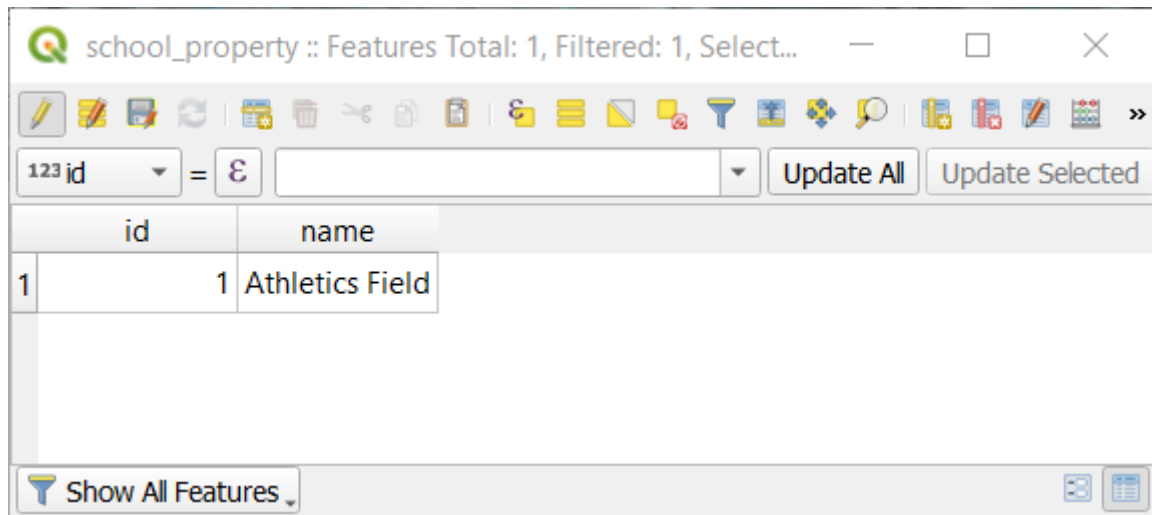 school_property :: Features Total: 1, Filtered: 1, Select...
»
123 id = ε Update All Update Selected
id name
1 1 Athletics Field
Show All Features